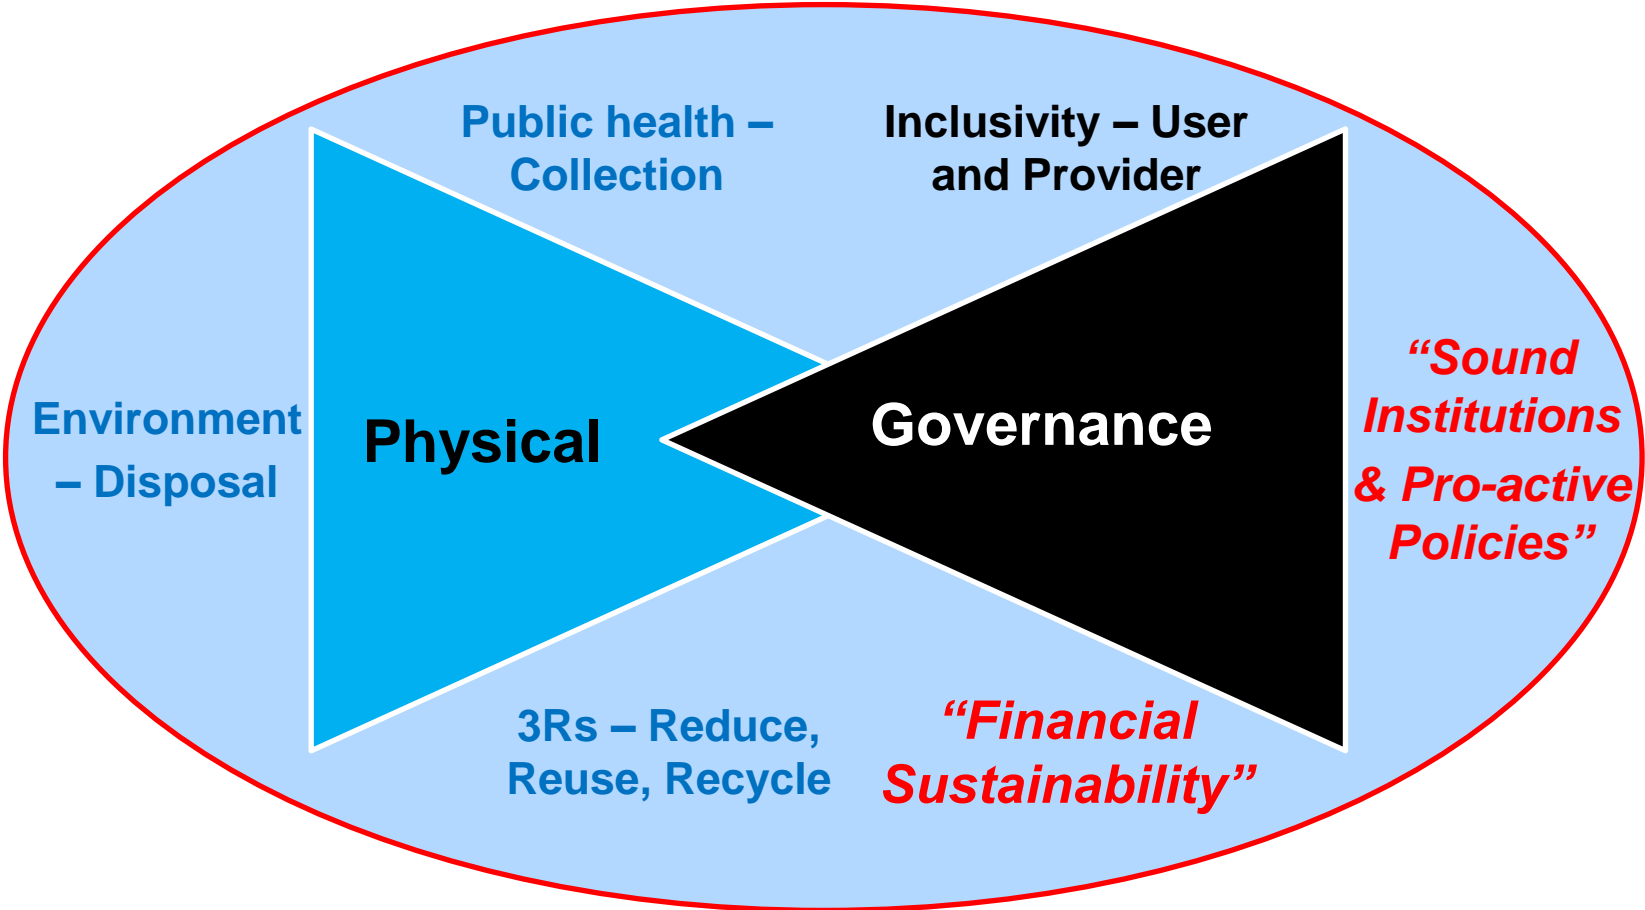 Public health –
Collection
Inclusivity – User
and Provider
Environment
– Disposal
Physical
Governance
“Sound
Institutions
& Pro-active
Policies”
3Rs – Reduce,
Reuse, Recycle
“Financial
Sustainability”